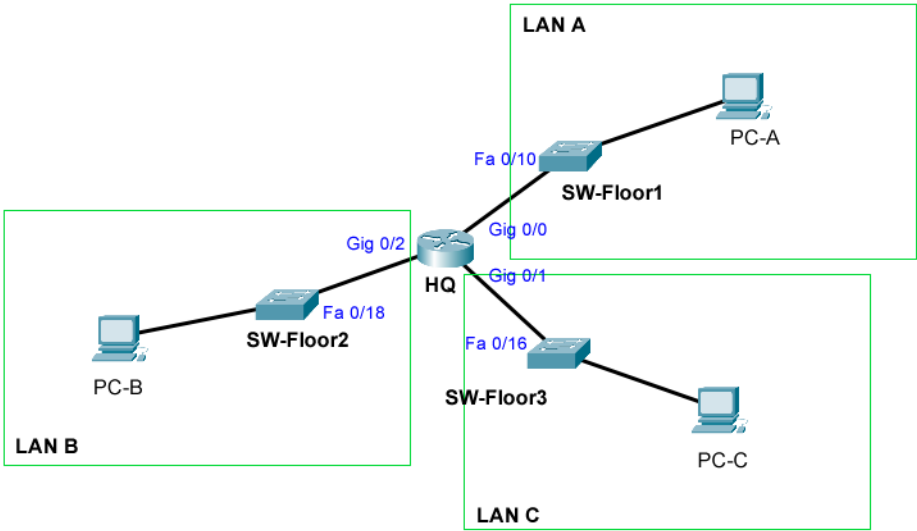 LAN A
PC-A
Fa 0/10
SW-Floor1
Gig 0/0
Gig 0/2
HQ
Gig 0/1
Fa 0/18
SW-Floor2
Fa 0/16
PC-B
SW-Floor3
LAN B
PC-C
LAN C